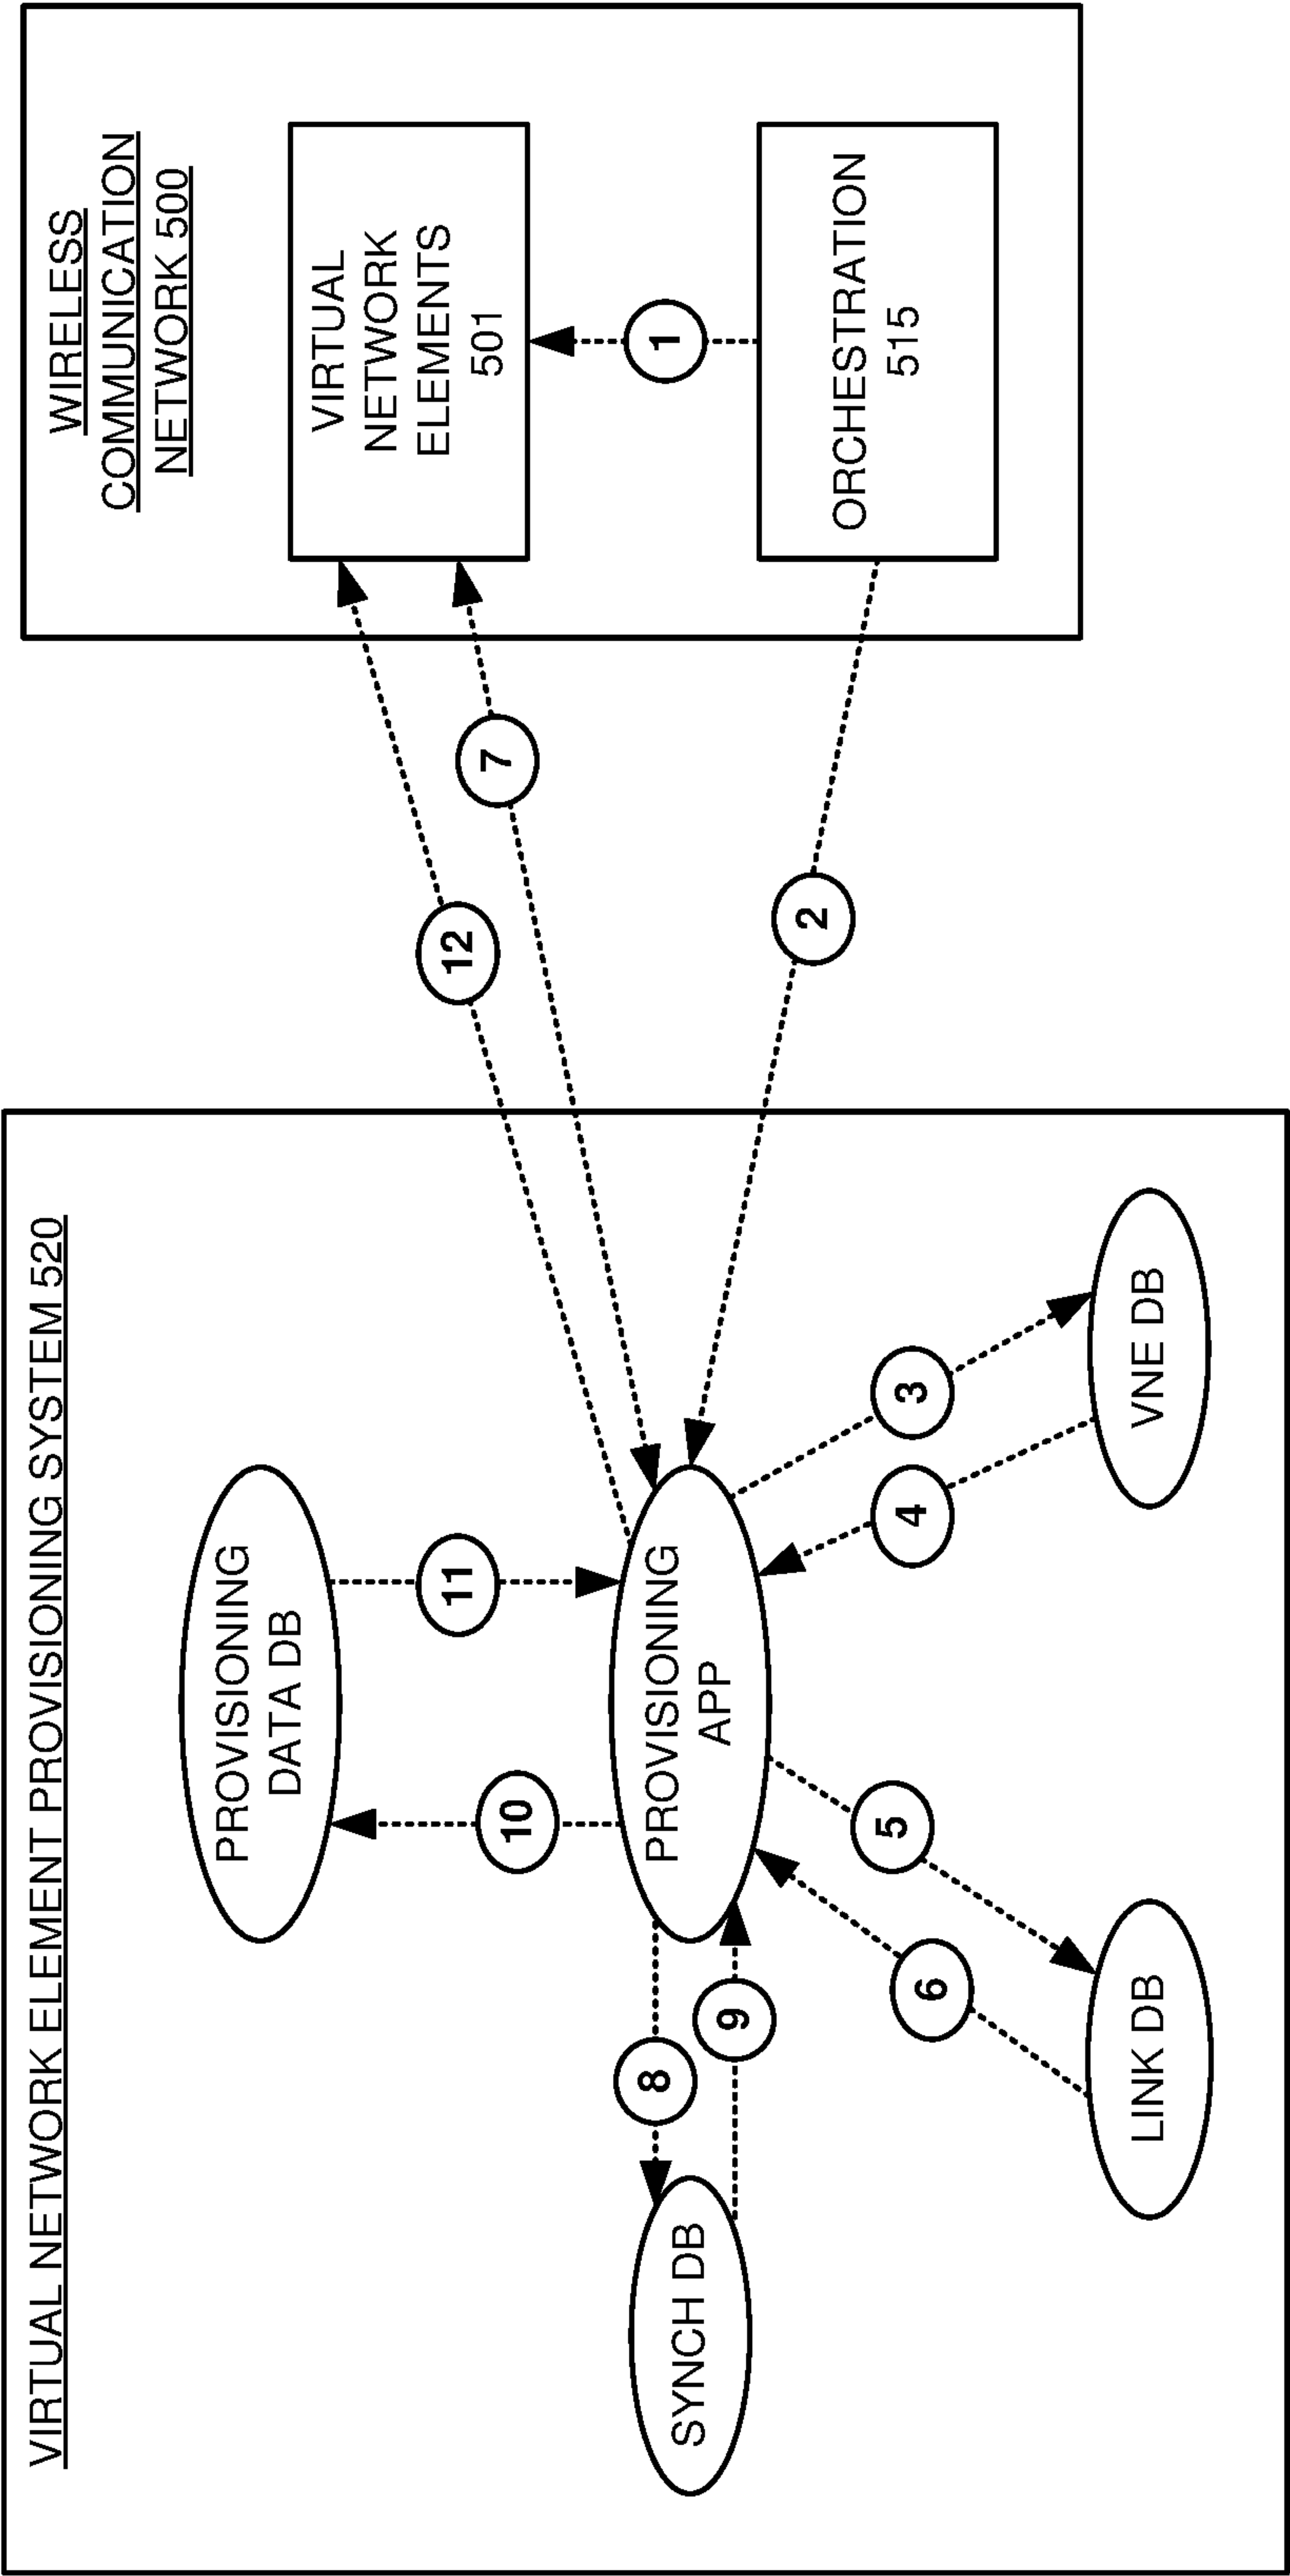 VIRTUAL NETWORK ELEMENT PROVISIONING SYSTEM 520
PROVISIONING
DATA DB
11
10
12
7
8
9
SYNCH DB
PROVISIONING
APP
2
3
4
5
6
LINK DB
VNE DB
WIRELESS
COMMUNICATION
NETWORK 500
VIRTUAL
NETWORK
ELEMENTS
501
1
ORCHESTRATION
515